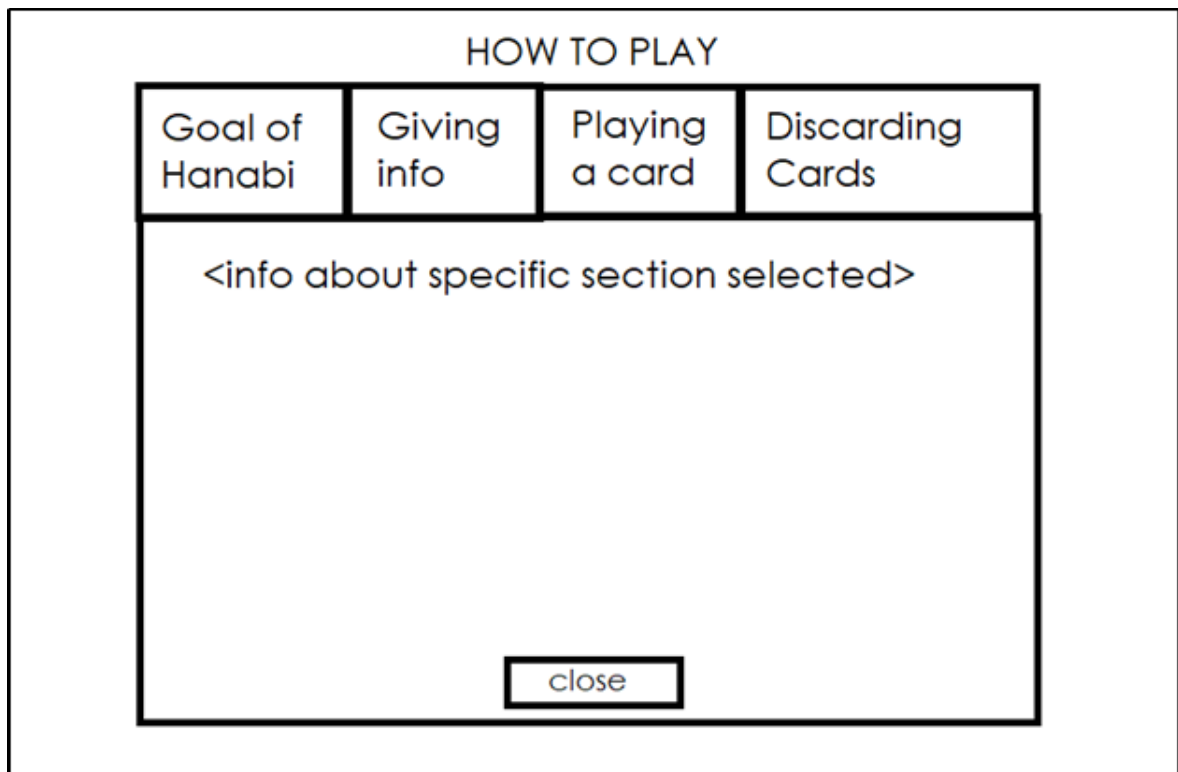 HOW TO PLAY
Goal of
Hanabi
Giving
info
Playing
a card
Discarding
Cards
<info about specific section selected>
close